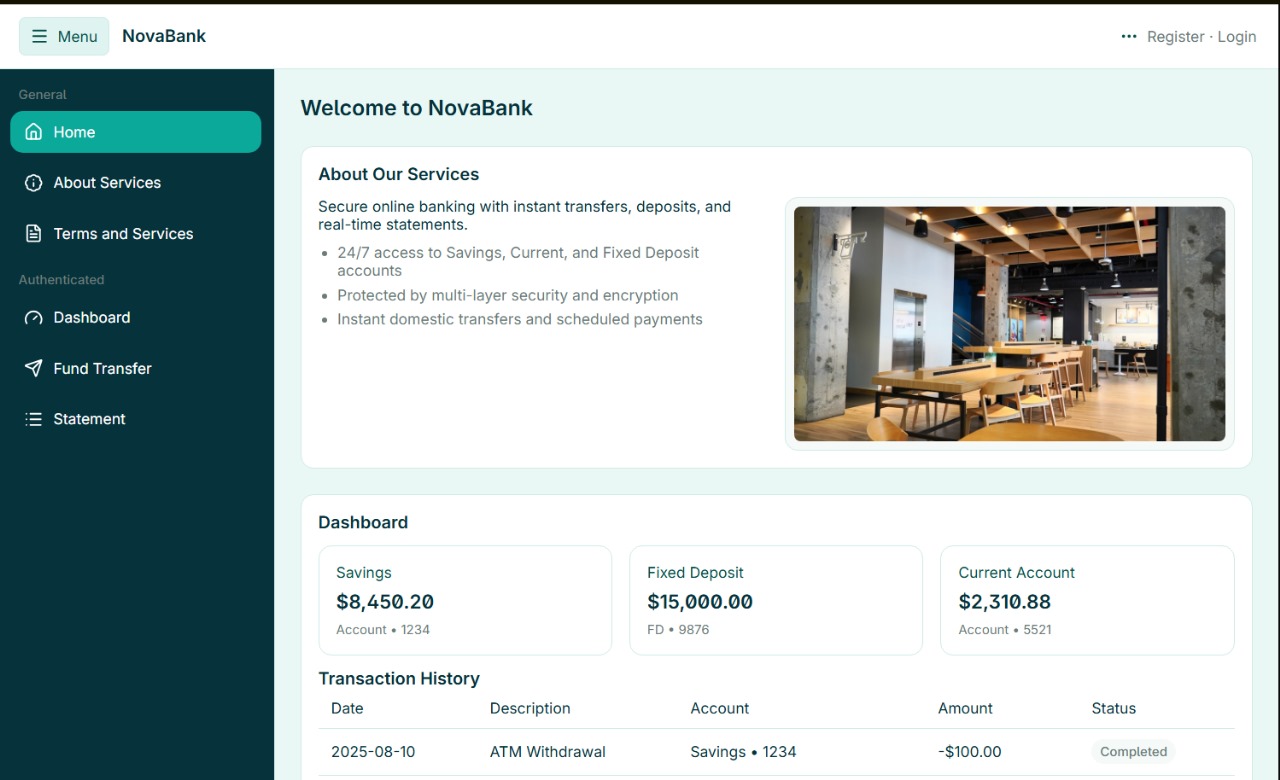 Menu
NovaBank
••• Register · Login
General
Home
About Services
Terms and Services
Authenticated
Dashboard
Fund Transfer
Statement
Welcome to NovaBank
About Our Services
Secure online banking with instant transfers, deposits, and
real-time statements.
• 24/7 access to Savings, Current, and Fixed Deposit
accounts
• Protected by multi-layer security and encryption
• Instant domestic transfers and scheduled payments
Dashboard
Savings
$8,450.20
Account • 1234
Fixed Deposit
$15,000.00
FD • 9876
Current Account
$2,310.88
Account • 5521
Transaction History
Date Description Account Amount Status
2025-08-10 ATM Withdrawal Savings • 1234 -$100.00 Completed